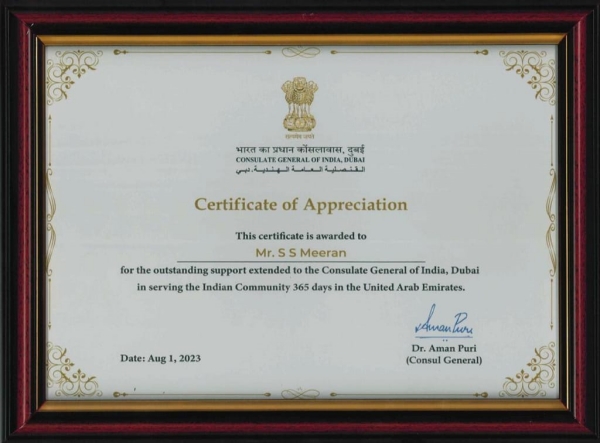 सत्यमेव जयते
भारत का प्रधान कोंसलावास, दुबई
CONSULATE GENERAL OF INDIA, DUBAI
القنصلية العامة الهندية، دبي
Certificate of Appreciation
This certificate is awarded to
Mr. S S Meeran
for the outstanding support extended to the Consulate General of India, Dubai
in serving the Indian Community 365 days in the United Arab Emirates.
Aman Puri
Dr. Aman Puri
Date: Aug 1, 2023
(Consul General)